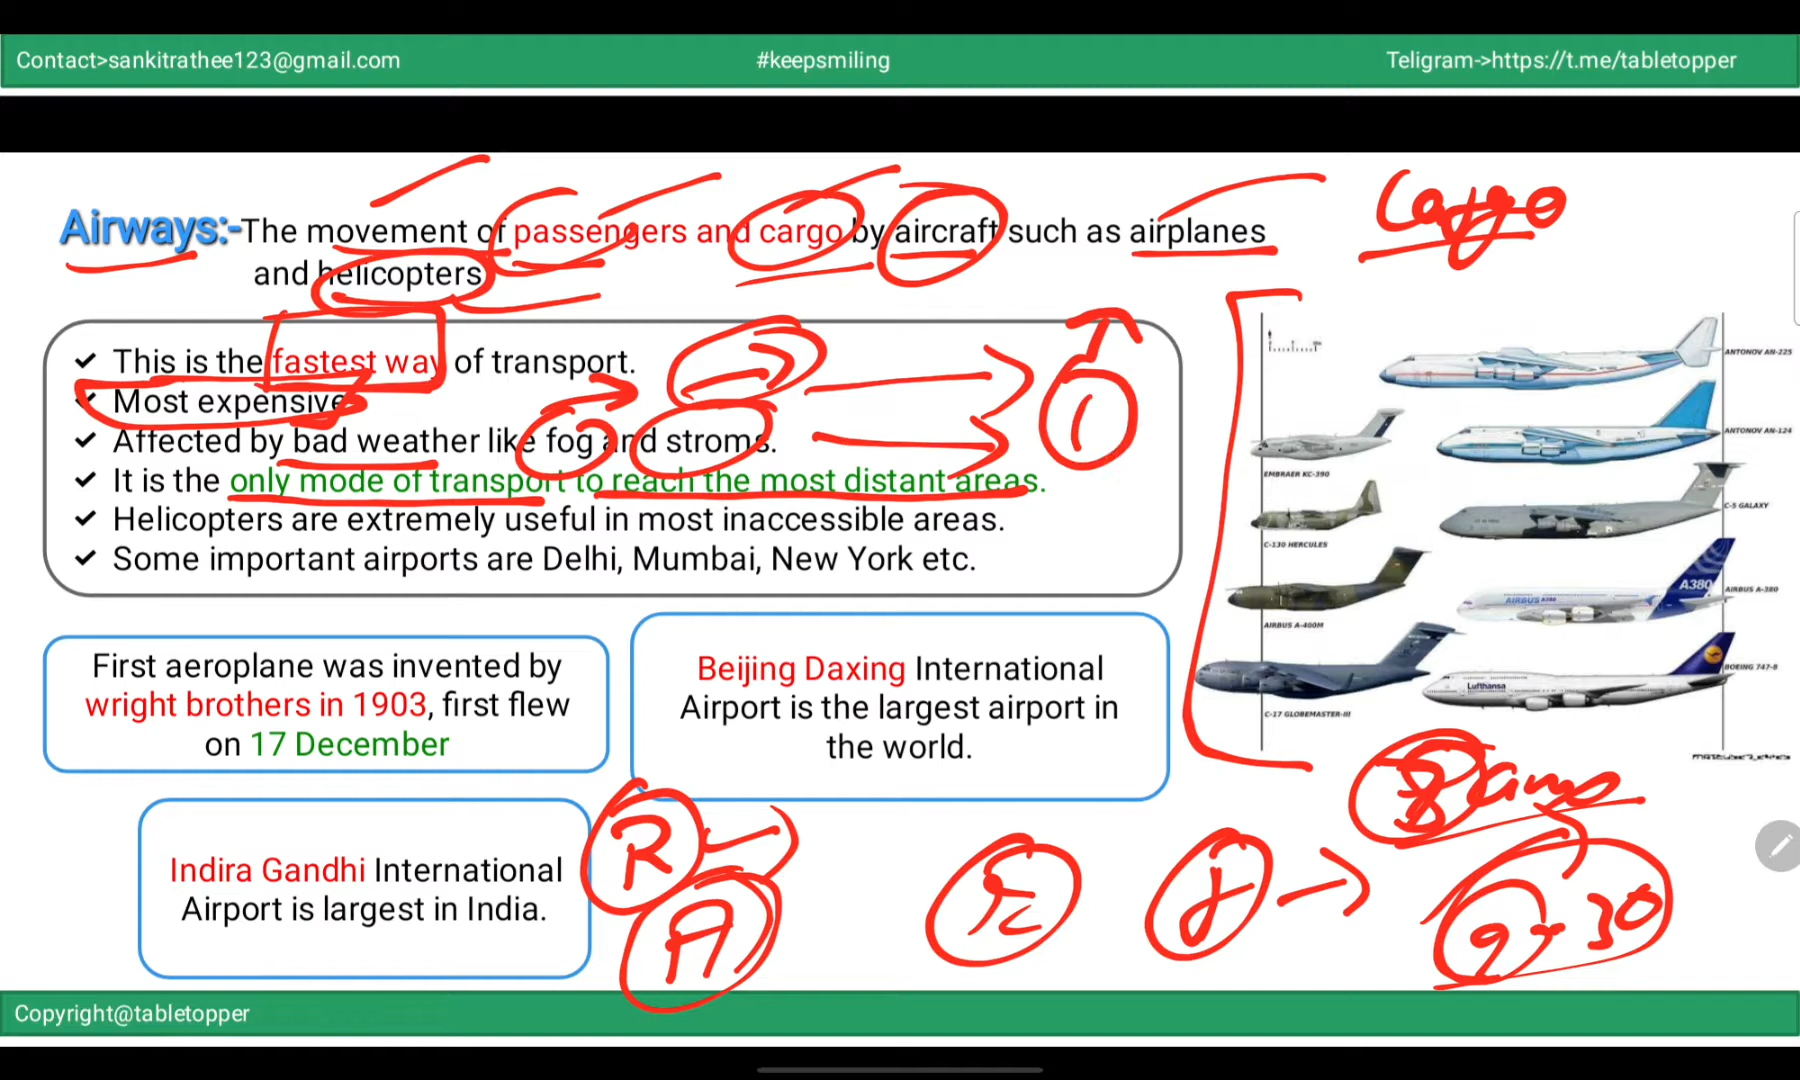 Contact>sankitrathee123@gmail.com
#keepsmiling
Teligram->https://t.me/tabletopper
Airways:-The movement of passengers and cargo by aircraft such as airplanes
and helicopters
Cargo
This is the fastest way of transport.
Most expensive
Affected by bad weather like fog and stroms.
It is the only mode of transport to reach the most distant areas.
Helicopters are extremely useful in most inaccessible areas.
Some important airports are Delhi, Mumbai, New York etc.
ANTONOV AN-225
ANTONOV AN-124
EMBRAER KC-390
C-5 GALAXY
C-130 HERCULES
A380
AIRBUS A380
AIRBUS A-380
AIRBUS A-400M
BOEING 747-8
Lufthansa
C-17 GLOBEMASTER-III
First aeroplane was invented by
wright brothers in 1903, first flew
on 17 December
Beijing Daxing International
Airport is the largest airport in
the world.
Indira Gandhi International
Airport is largest in India.
R
A
30
Copyright@tabletopper